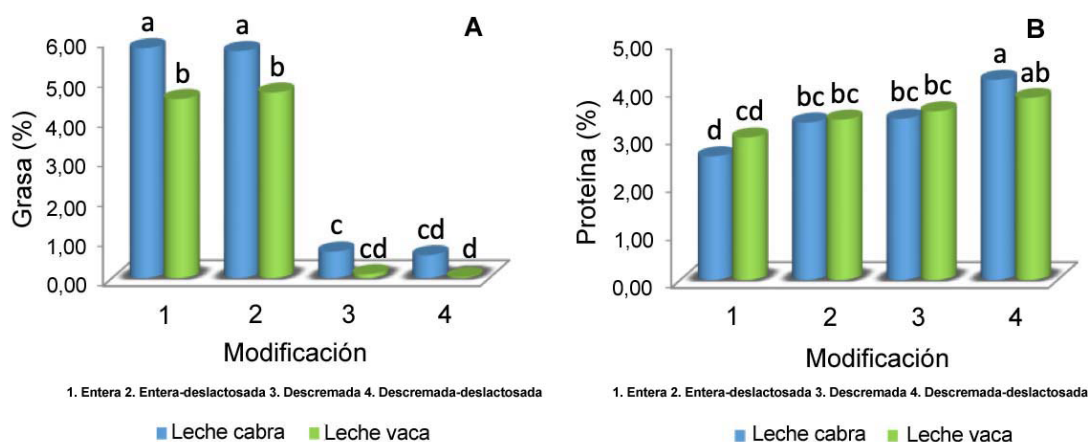 A
Grasa (%)
6,00
5,00
4,00
3,00
2,00
1,00
0,00
a
b
a
b
c
cd
cd
d
1 2 3 4
Modificación
1. Entera 2. Entera-deslactosada 3. Descremada 4. Descremada-deslactosada
Leche cabra Leche vaca
B
Proteína (%)
5,00
4,00
3,00
2,00
1,00
0,00
d
cd
bc
bc
bc
bc
a
ab
1 2 3 4
Modificación
1. Entera 2. Entera-deslactosada 3. Descremada 4. Descremada-deslactosada
Leche cabra Leche vaca